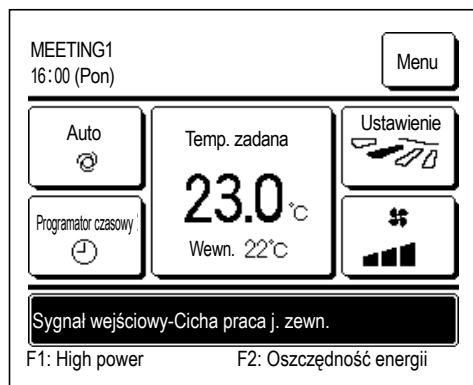 MEETING1
16:00 (Pon)
Menu
Auto
Temp. zadana
Ustawienie
23.0 °C
Programator czasowy
Wewn. 22°C
Sygnał wejściowy-Cicha praca j. zewn.
F1: High power
F2: Oszczędność energii